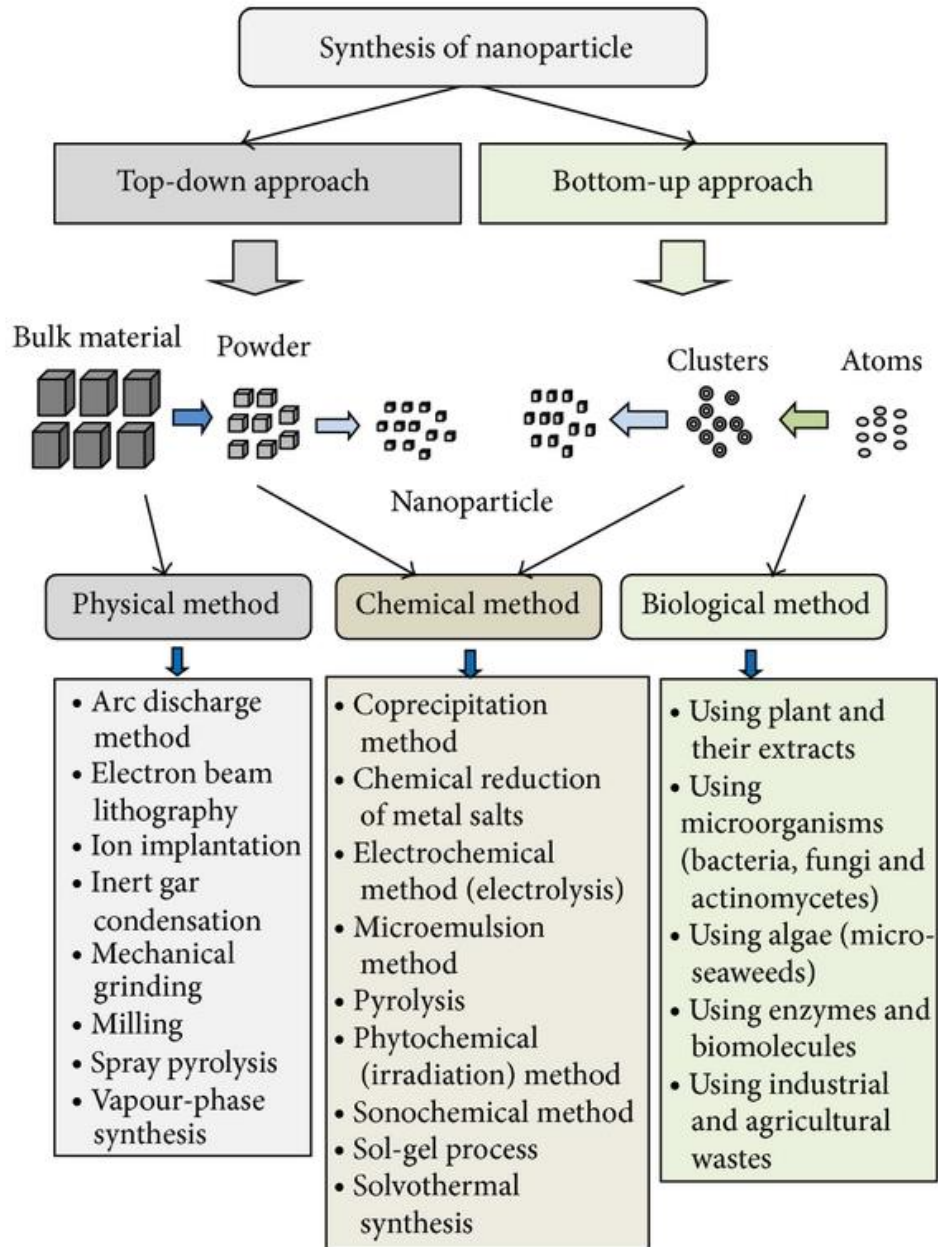 Synthesis of nanoparticle
Top-down approach
Bottom-up approach
Bulk material
Powder
Clusters
Atoms
Nanoparticle
Physical method
Chemical method
Biological method
• Arc discharge
method
• Electron beam
lithography
• Ion implantation
• Inert gar
condensation
• Mechanical
grinding
• Milling
• Spray pyrolysis
• Vapour-phase
synthesis
• Coprecipitation
method
• Chemical reduction
of metal salts
• Electrochemical
method (electrolysis)
• Microemulsion
method
• Pyrolysis
• Phytochemical
(irradiation) method
• Sonochemical method
• Sol-gel process
• Solvothermal
synthesis
• Using plant and
their extracts
• Using
microorganisms
(bacteria, fungi and
actinomycetes)
• Using algae (micro-
seaweeds)
• Using enzymes and
biomolecules
• Using industrial
and agricultural
wastes